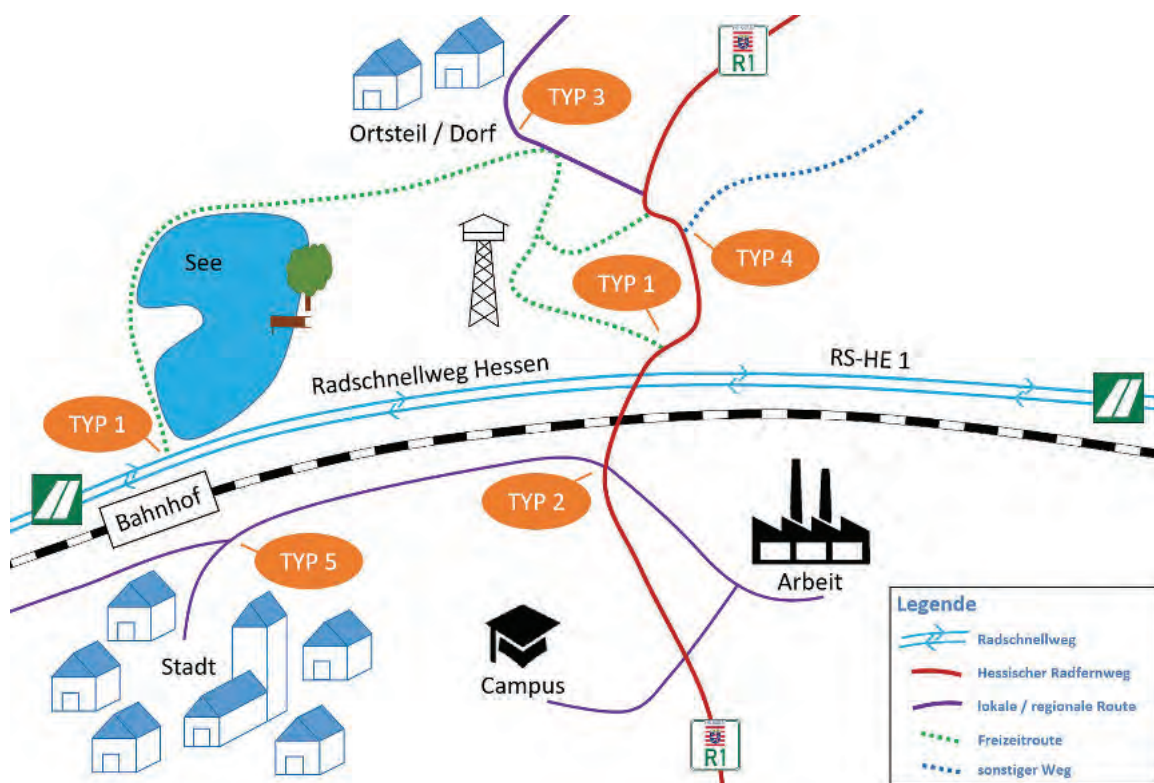 R1
TYP 3
Ortsteil / Dorf
See
TYP 4
TYP 1
Radschnellweg Hessen
RS-HE 1
TYP 1
TYP 2
Bahnhof
TYP 5
Arbeit
Stadt
Campus
R1
Legende
Radschnellweg
Hessischer Radfernweg
lokale / regionale Route
Freizeitroute
sonstiger Weg